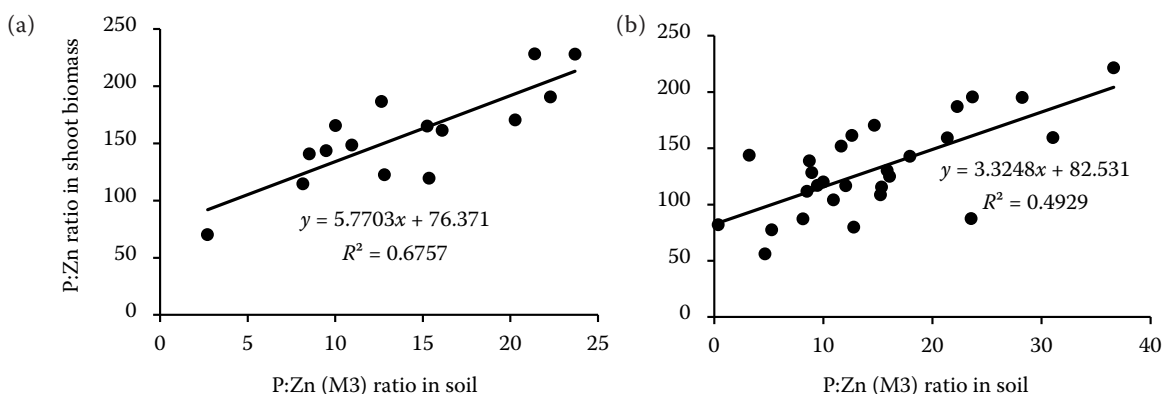 (a)
P:Zn ratio in shoot biomass
250
200
150
100
50
0
y = 5.7703x + 76.371
R² = 0.6757
0 5 10 15 20 25
P:Zn (M3) ratio in soil
(b)
250
200
150
100
50
0
y = 3.3248x + 82.531
R² = 0.4929
0 10 20 30 40
P:Zn (M3) ratio in soil